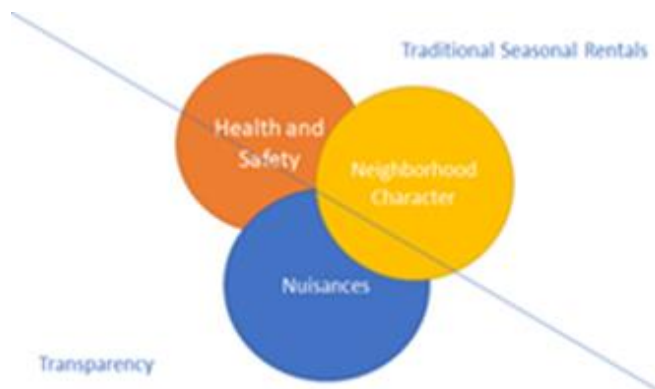 Traditional Seasonal Rentals
Health and
Safety
Neighborhood
Character
Nuisances
Transparency